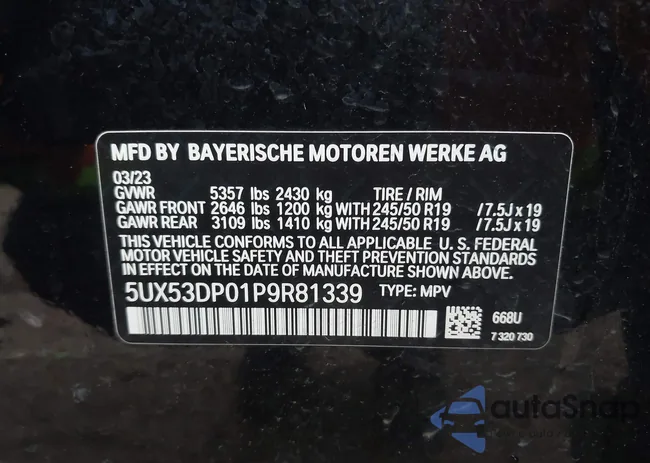 MFD BY BAYERISCHE MOTOREN WERKE AG
03/23
GVWR 5357 lbs 2430 kg TIRE / RIM
GAWR FRONT 2646 lbs 1200 kg WITH 245/50 R19 / 7.5J x 19
GAWR REAR 3109 lbs 1410 kg WITH 245/50 R19 / 7.5J x 19
THIS VEHICLE CONFORMS TO ALL APPLICABLE U. S. FEDERAL
MOTOR VEHICLE SAFETY AND THEFT PREVENTION STANDARDS
IN EFFECT ON THE DATE OF MANUFACTURE SHOWN ABOVE.
5UX53DP01P9R81339 TYPE: MPV
668U
7 320 730
autoSnap